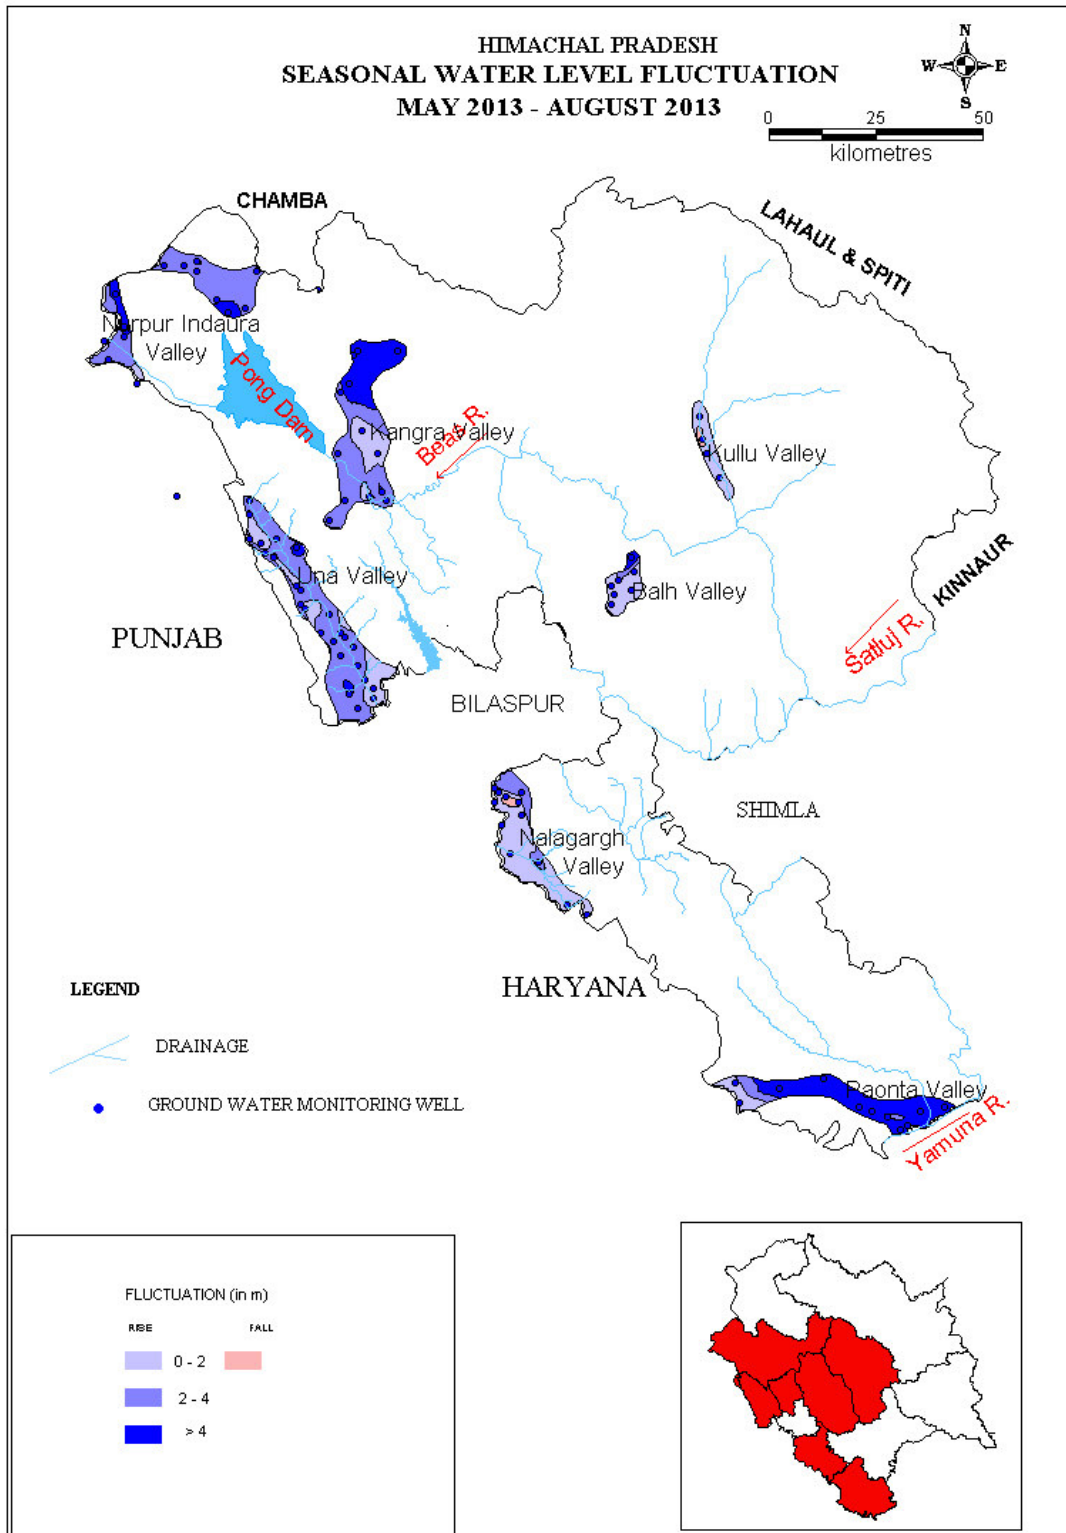 HIMACHAL PRADESH
SEASONAL WATER LEVEL FLUCTUATION
MAY 2013 - AUGUST 2013
N
W
E
S
0 25 50
kilometres
CHAMBA
LAHAUL & SPITI
Nurpur Indaura
Valley
Pong Dam
Kangra Valley
Beas R.
Kullu Valley
Una Valley
Balh Valley
KINNAUR
Satluj R.
PUNJAB
BILASPUR
SHIMLA
Nalagargh
Valley
HARYANA
LEGEND
DRAINAGE
GROUND WATER MONITORING WELL
Paonta Valley
Yamuna R.
FLUCTUATION (in m)
RISE FALL
0 - 2
2 - 4
> 4